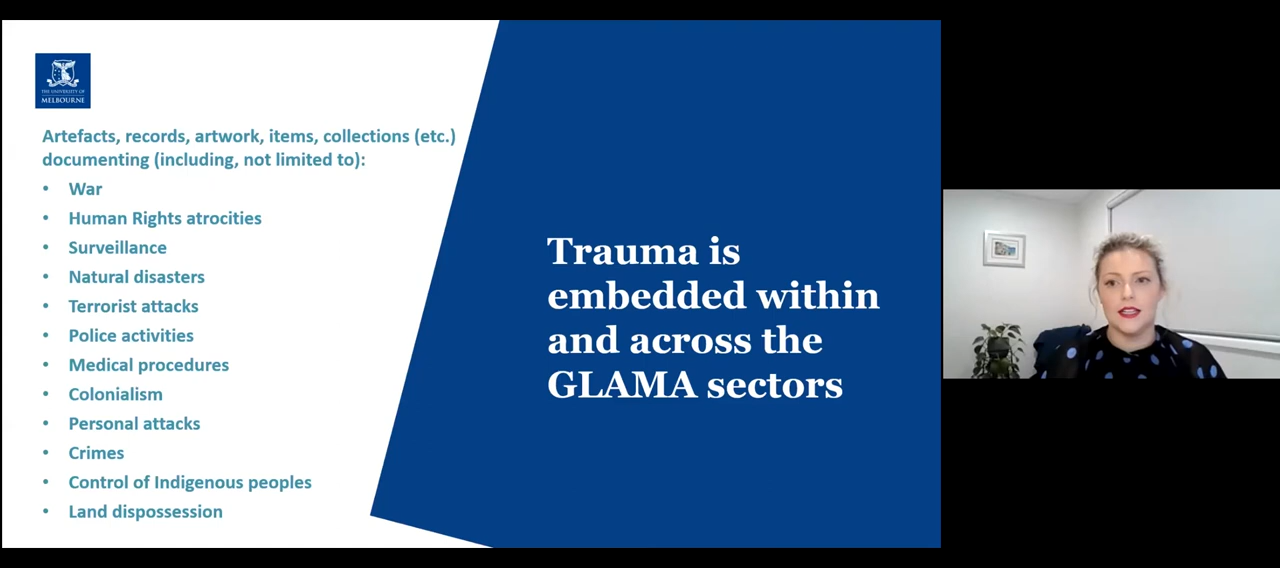 THE UNIVERSITY OF
MELBOURNE
Artefacts, records, artwork, items, collections (etc.)
documenting (including, not limited to):
• War
• Human Rights atrocities
• Surveillance
• Natural disasters
• Terrorist attacks
• Police activities
• Medical procedures
• Colonialism
• Personal attacks
• Crimes
• Control of Indigenous peoples
• Land dispossession
Trauma is
embedded within
and across the
GLAMA sectors